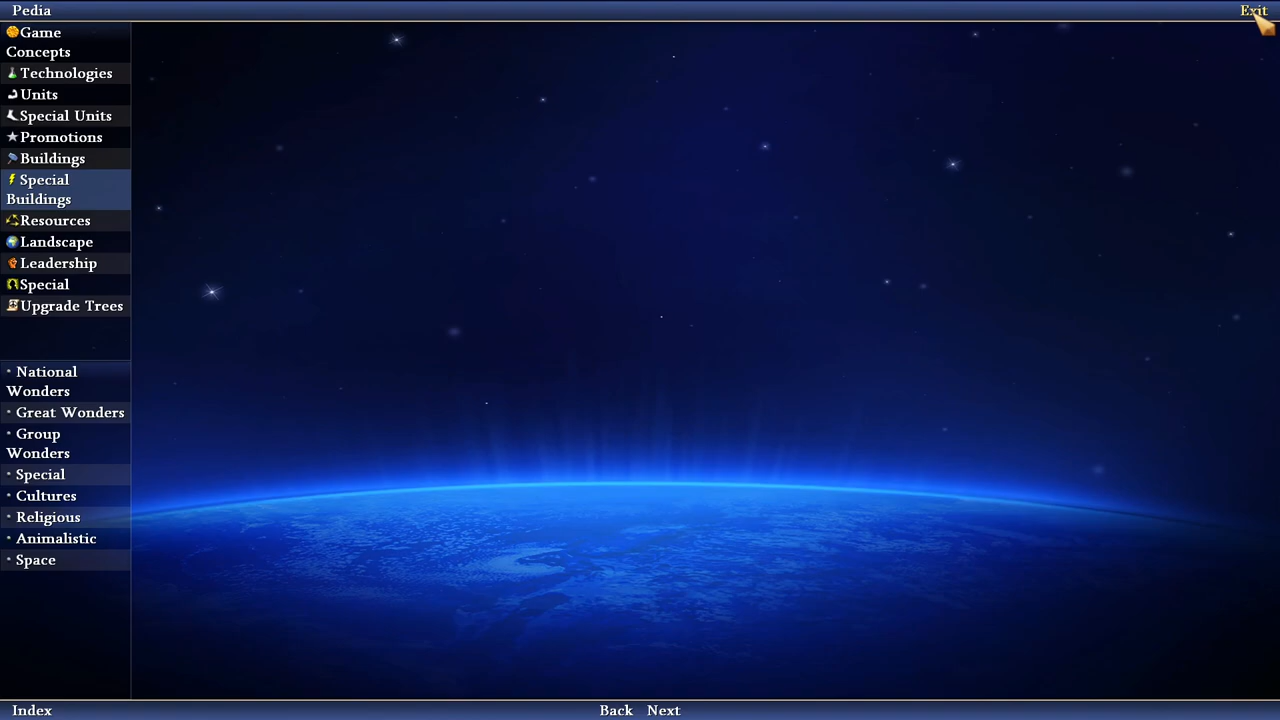 Pedia
Exit
Game
Concepts
Technologies
Units
Special Units
Promotions
Buildings
Special
Buildings
Resources
Landscape
Leadership
Special
Upgrade Trees
National
Wonders
Great Wonders
Group
Wonders
Special
Cultures
Religious
Animalistic
Space
Index
Back Next